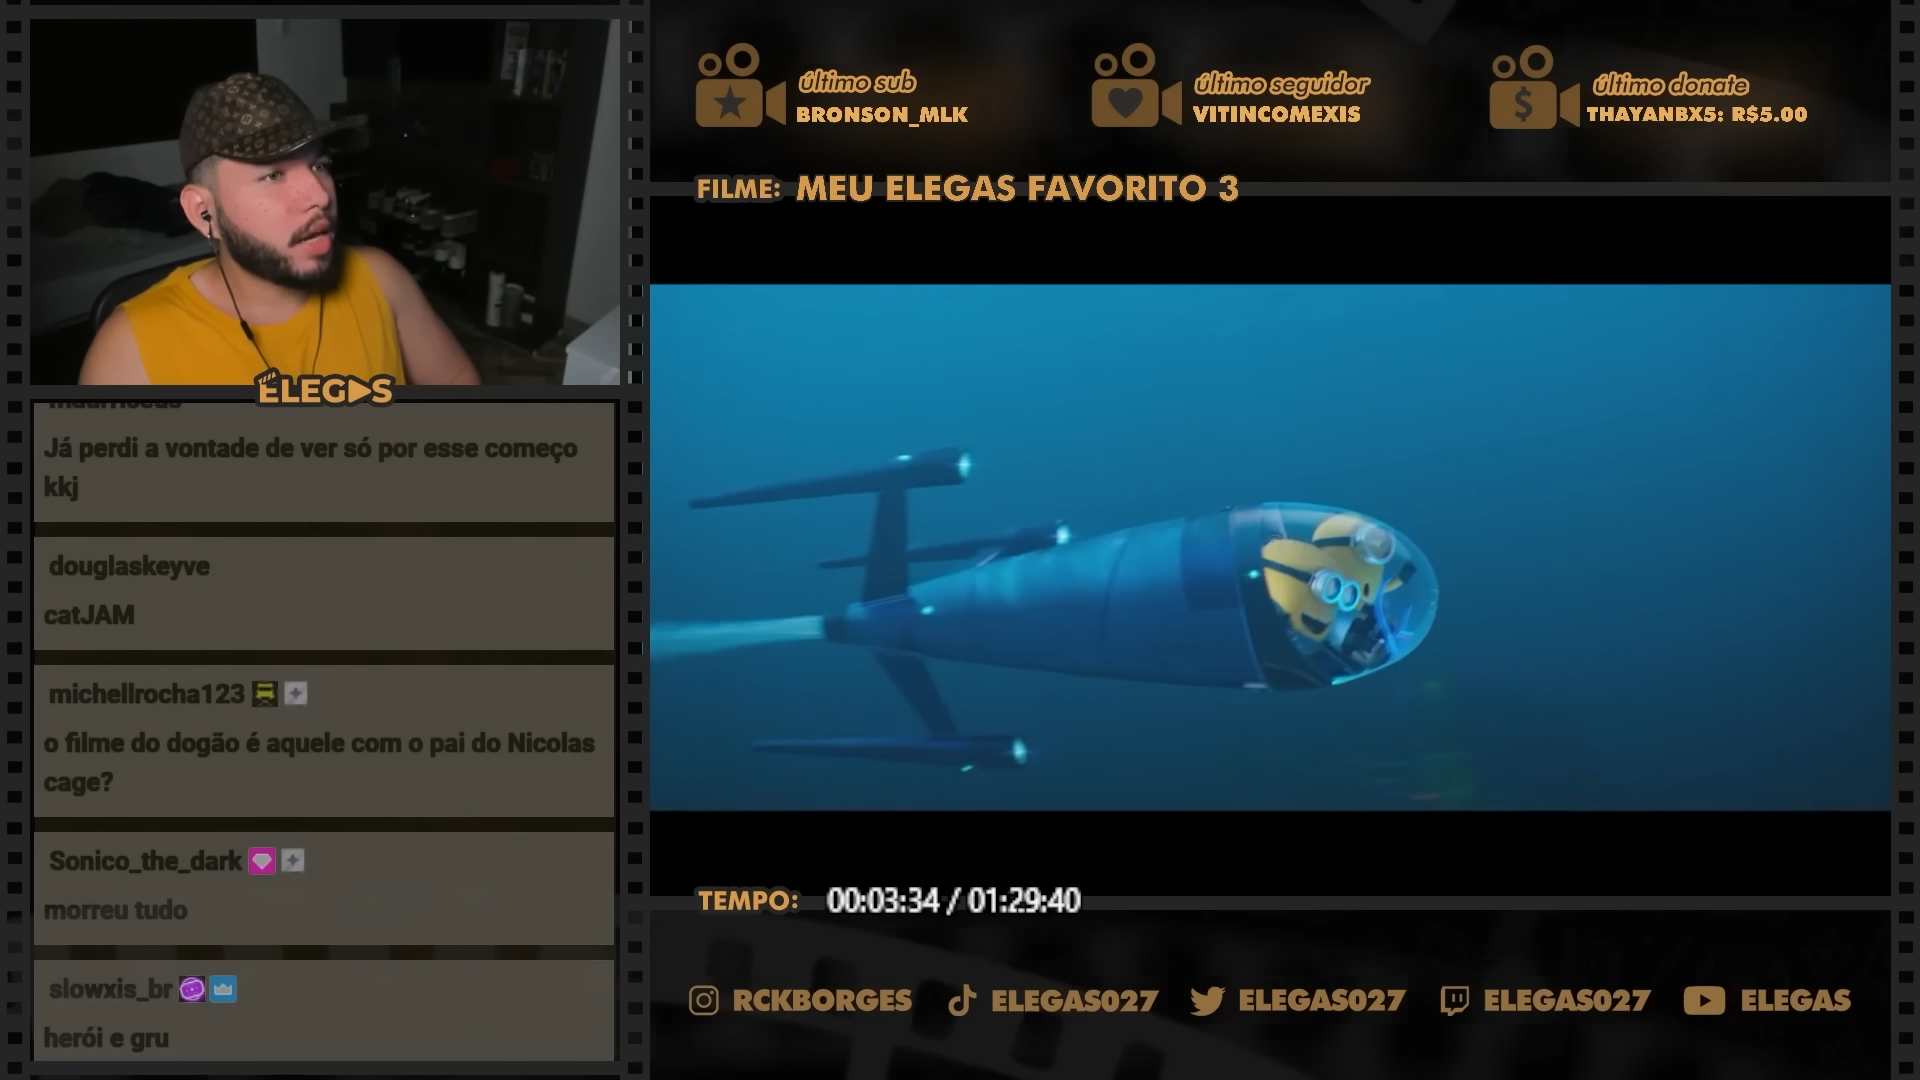 último sub
BRONSON_MLK
último seguidor
VITINCOMEXIS
último donate
THAYANBX5: R$5.00
FILME: MEU ELEGAS FAVORITO 3
ELEGAS
Já perdi a vontade de ver só por esse começo
kkj
douglaskeyve
catJAM
michellrocha123
o filme do dogão é aquele com o pai do Nicolas
cage?
Sonico_the_dark
morreu tudo
slowxis_br
herói e gru
TEMPO: 00:03:34 / 01:29:40
RCKBORGES
ELEGAS027
ELEGAS027
ELEGAS027
ELEGAS